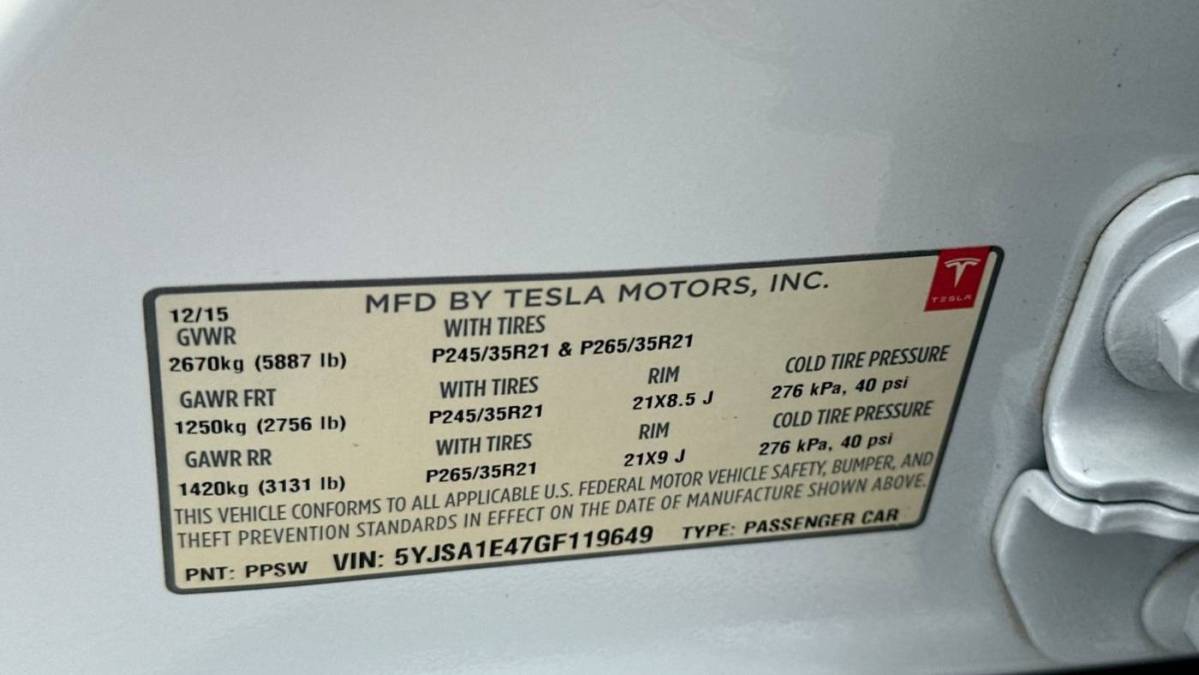 MFD BY TESLA MOTORS, INC.
TESLA
12/15
GVWR WITH TIRES
2670kg (5887 lb) P245/35R21 & P265/35R21
GAWR FRT WITH TIRES RIM COLD TIRE PRESSURE
1250kg (2756 lb) P245/35R21 21X8.5 J 276 kPa, 40 psi
GAWR RR WITH TIRES RIM COLD TIRE PRESSURE
1420kg (3131 lb) P265/35R21 21X9 J 276 kPa, 40 psi
THIS VEHICLE CONFORMS TO ALL APPLICABLE U.S. FEDERAL MOTOR VEHICLE SAFETY, BUMPER, AND
THEFT PREVENTION STANDARDS IN EFFECT ON THE DATE OF MANUFACTURE SHOWN ABOVE.
PNT: PPSW VIN: 5YJSA1E47GF119649 TYPE: PASSENGER CAR